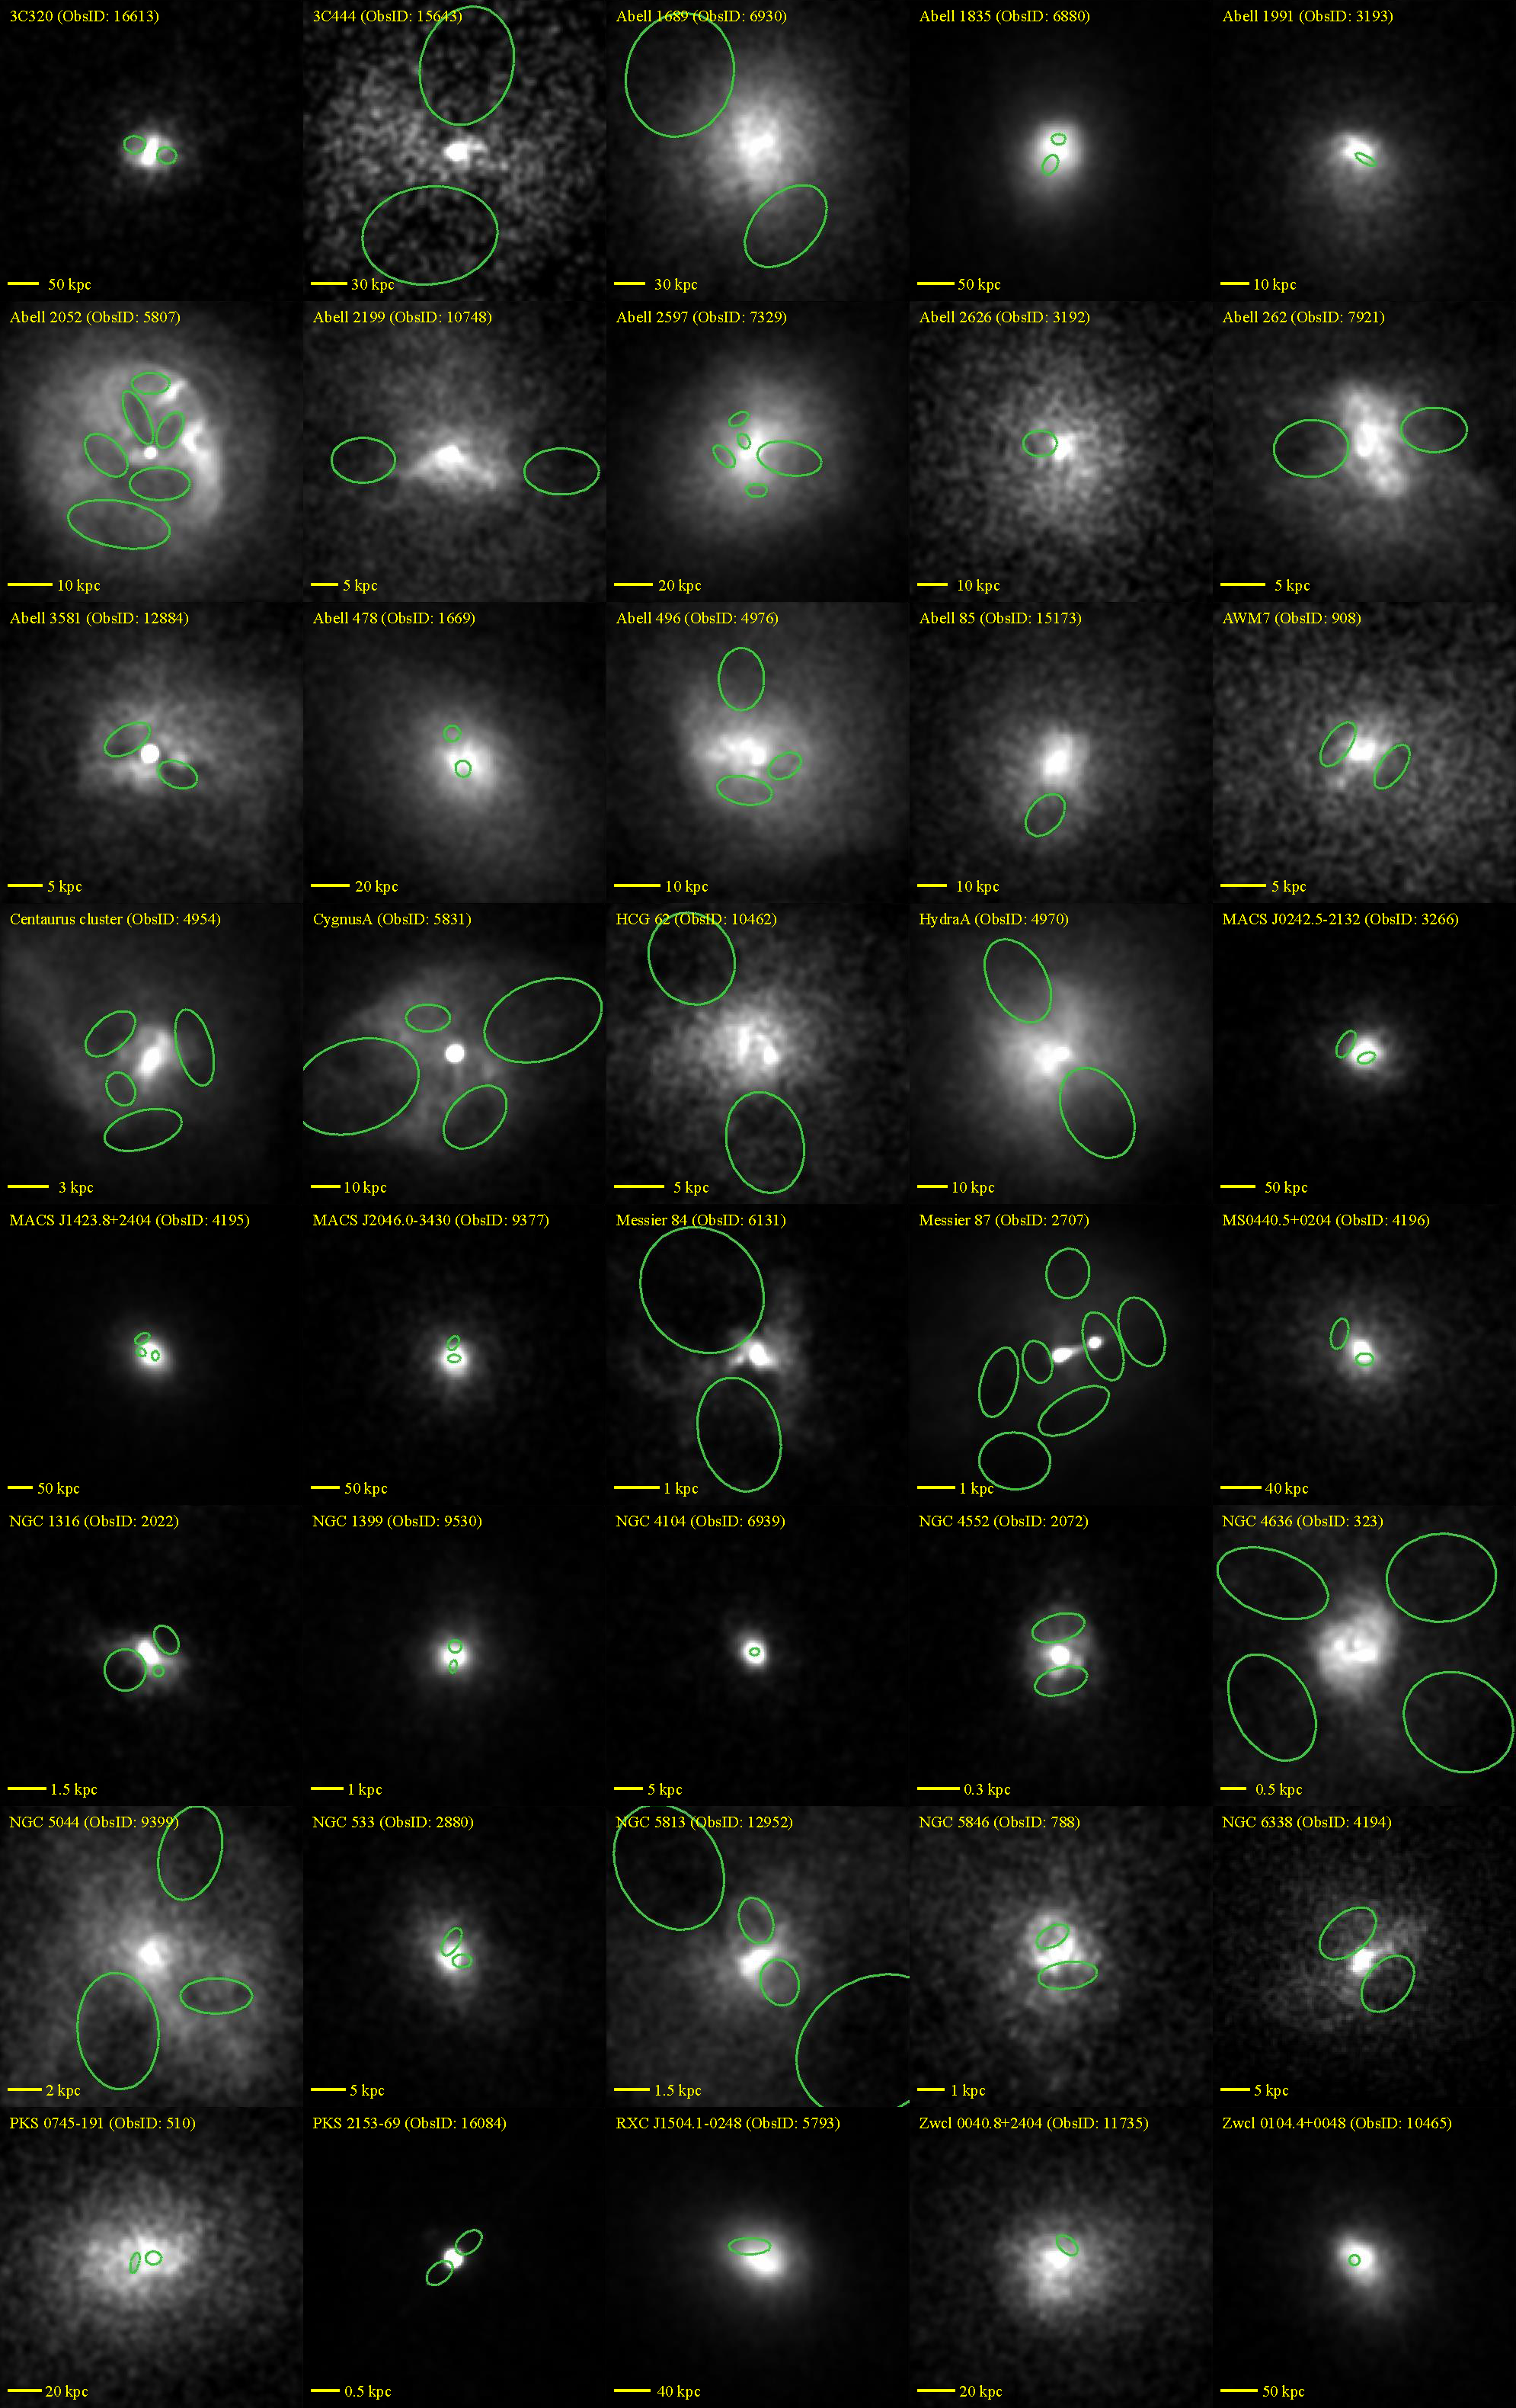 3C320 (ObsID: 16613)
3C444 (ObsID: 15643)
Abell 1689 (ObsID: 6930)
Abell 1835 (ObsID: 6880)
Abell 1991 (ObsID: 3193)
50 kpc
30 kpc
30 kpc
50 kpc
10 kpc
Abell 2052 (ObsID: 5807)
Abell 2199 (ObsID: 10748)
Abell 2597 (ObsID: 7329)
Abell 2626 (ObsID: 3192)
Abell 262 (ObsID: 7921)
10 kpc
5 kpc
20 kpc
10 kpc
5 kpc
Abell 3581 (ObsID: 12884)
Abell 478 (ObsID: 1669)
Abell 496 (ObsID: 4976)
Abell 85 (ObsID: 15173)
AWM7 (ObsID: 908)
5 kpc
20 kpc
10 kpc
10 kpc
5 kpc
Centaurus cluster (ObsID: 4954)
CygnusA (ObsID: 5831)
HCG 62 (ObsID: 10462)
HydraA (ObsID: 4970)
MACS J0242.5-2132 (ObsID: 3266)
3 kpc
10 kpc
5 kpc
10 kpc
50 kpc
MACS J1423.8+2404 (ObsID: 4195)
MACS J2046.0-3430 (ObsID: 9377)
Messier 84 (ObsID: 6131)
Messier 87 (ObsID: 2707)
MS0440.5+0204 (ObsID: 4196)
50 kpc
50 kpc
1 kpc
1 kpc
40 kpc
NGC 1316 (ObsID: 2022)
NGC 1399 (ObsID: 9530)
NGC 4104 (ObsID: 6939)
NGC 4552 (ObsID: 2072)
NGC 4636 (ObsID: 323)
1.5 kpc
1 kpc
5 kpc
0.3 kpc
0.5 kpc
NGC 5044 (ObsID: 9399)
NGC 533 (ObsID: 2880)
NGC 5813 (ObsID: 12952)
NGC 5846 (ObsID: 788)
NGC 6338 (ObsID: 4194)
2 kpc
5 kpc
1.5 kpc
1 kpc
5 kpc
PKS 0745-191 (ObsID: 510)
PKS 2153-69 (ObsID: 16084)
RXC J1504.1-0248 (ObsID: 5793)
Zwcl 0040.8+2404 (ObsID: 11735)
Zwcl 0104.4+0048 (ObsID: 10465)
20 kpc
0.5 kpc
40 kpc
20 kpc
50 kpc